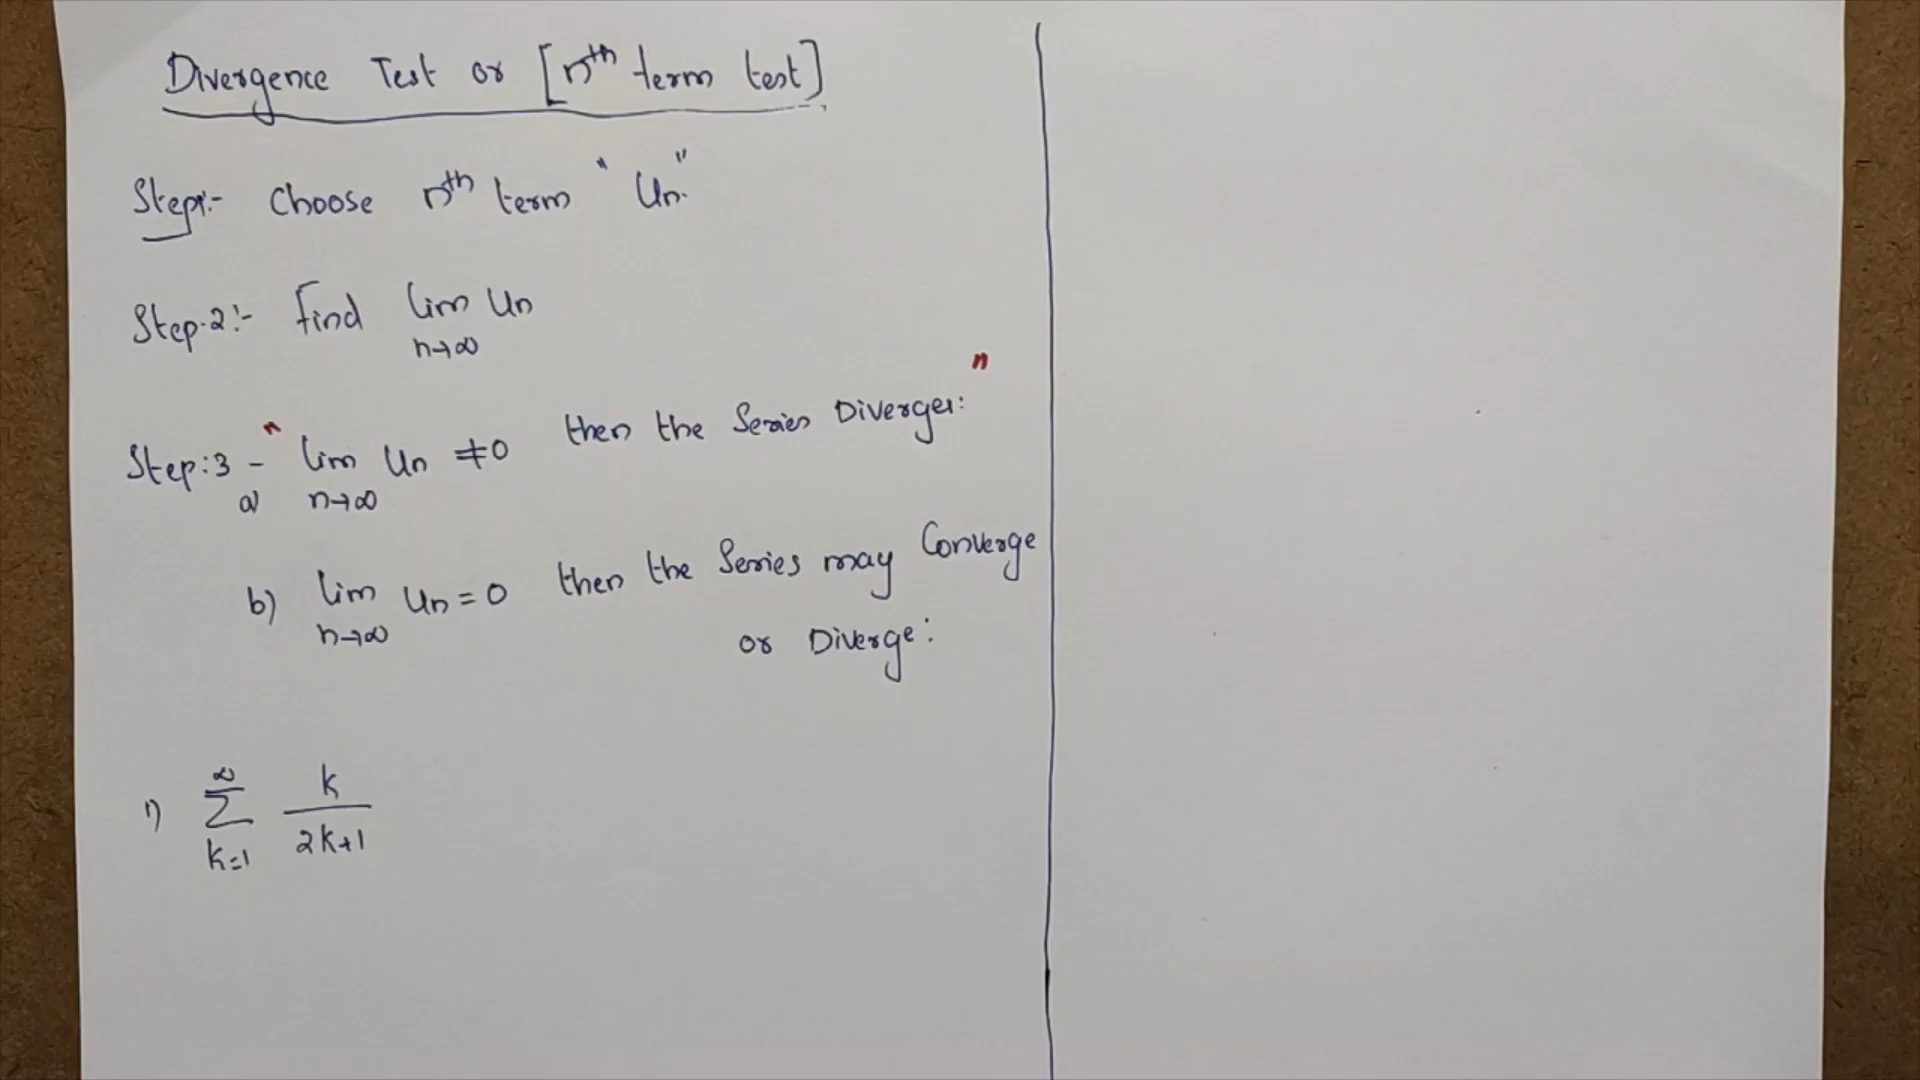 Divergence Test or [nth term test]
Step1:- Choose nth term "Un."
Step.2:- Find lim Un
n→∞
Step:3 - " lim Un ≠0 then the Series Diverges: "
a) n→∞
b) lim Un = 0 then the Series may Converge
n→∞ or Diverge:
1) ∞ Σ k=1 k / 2k+1